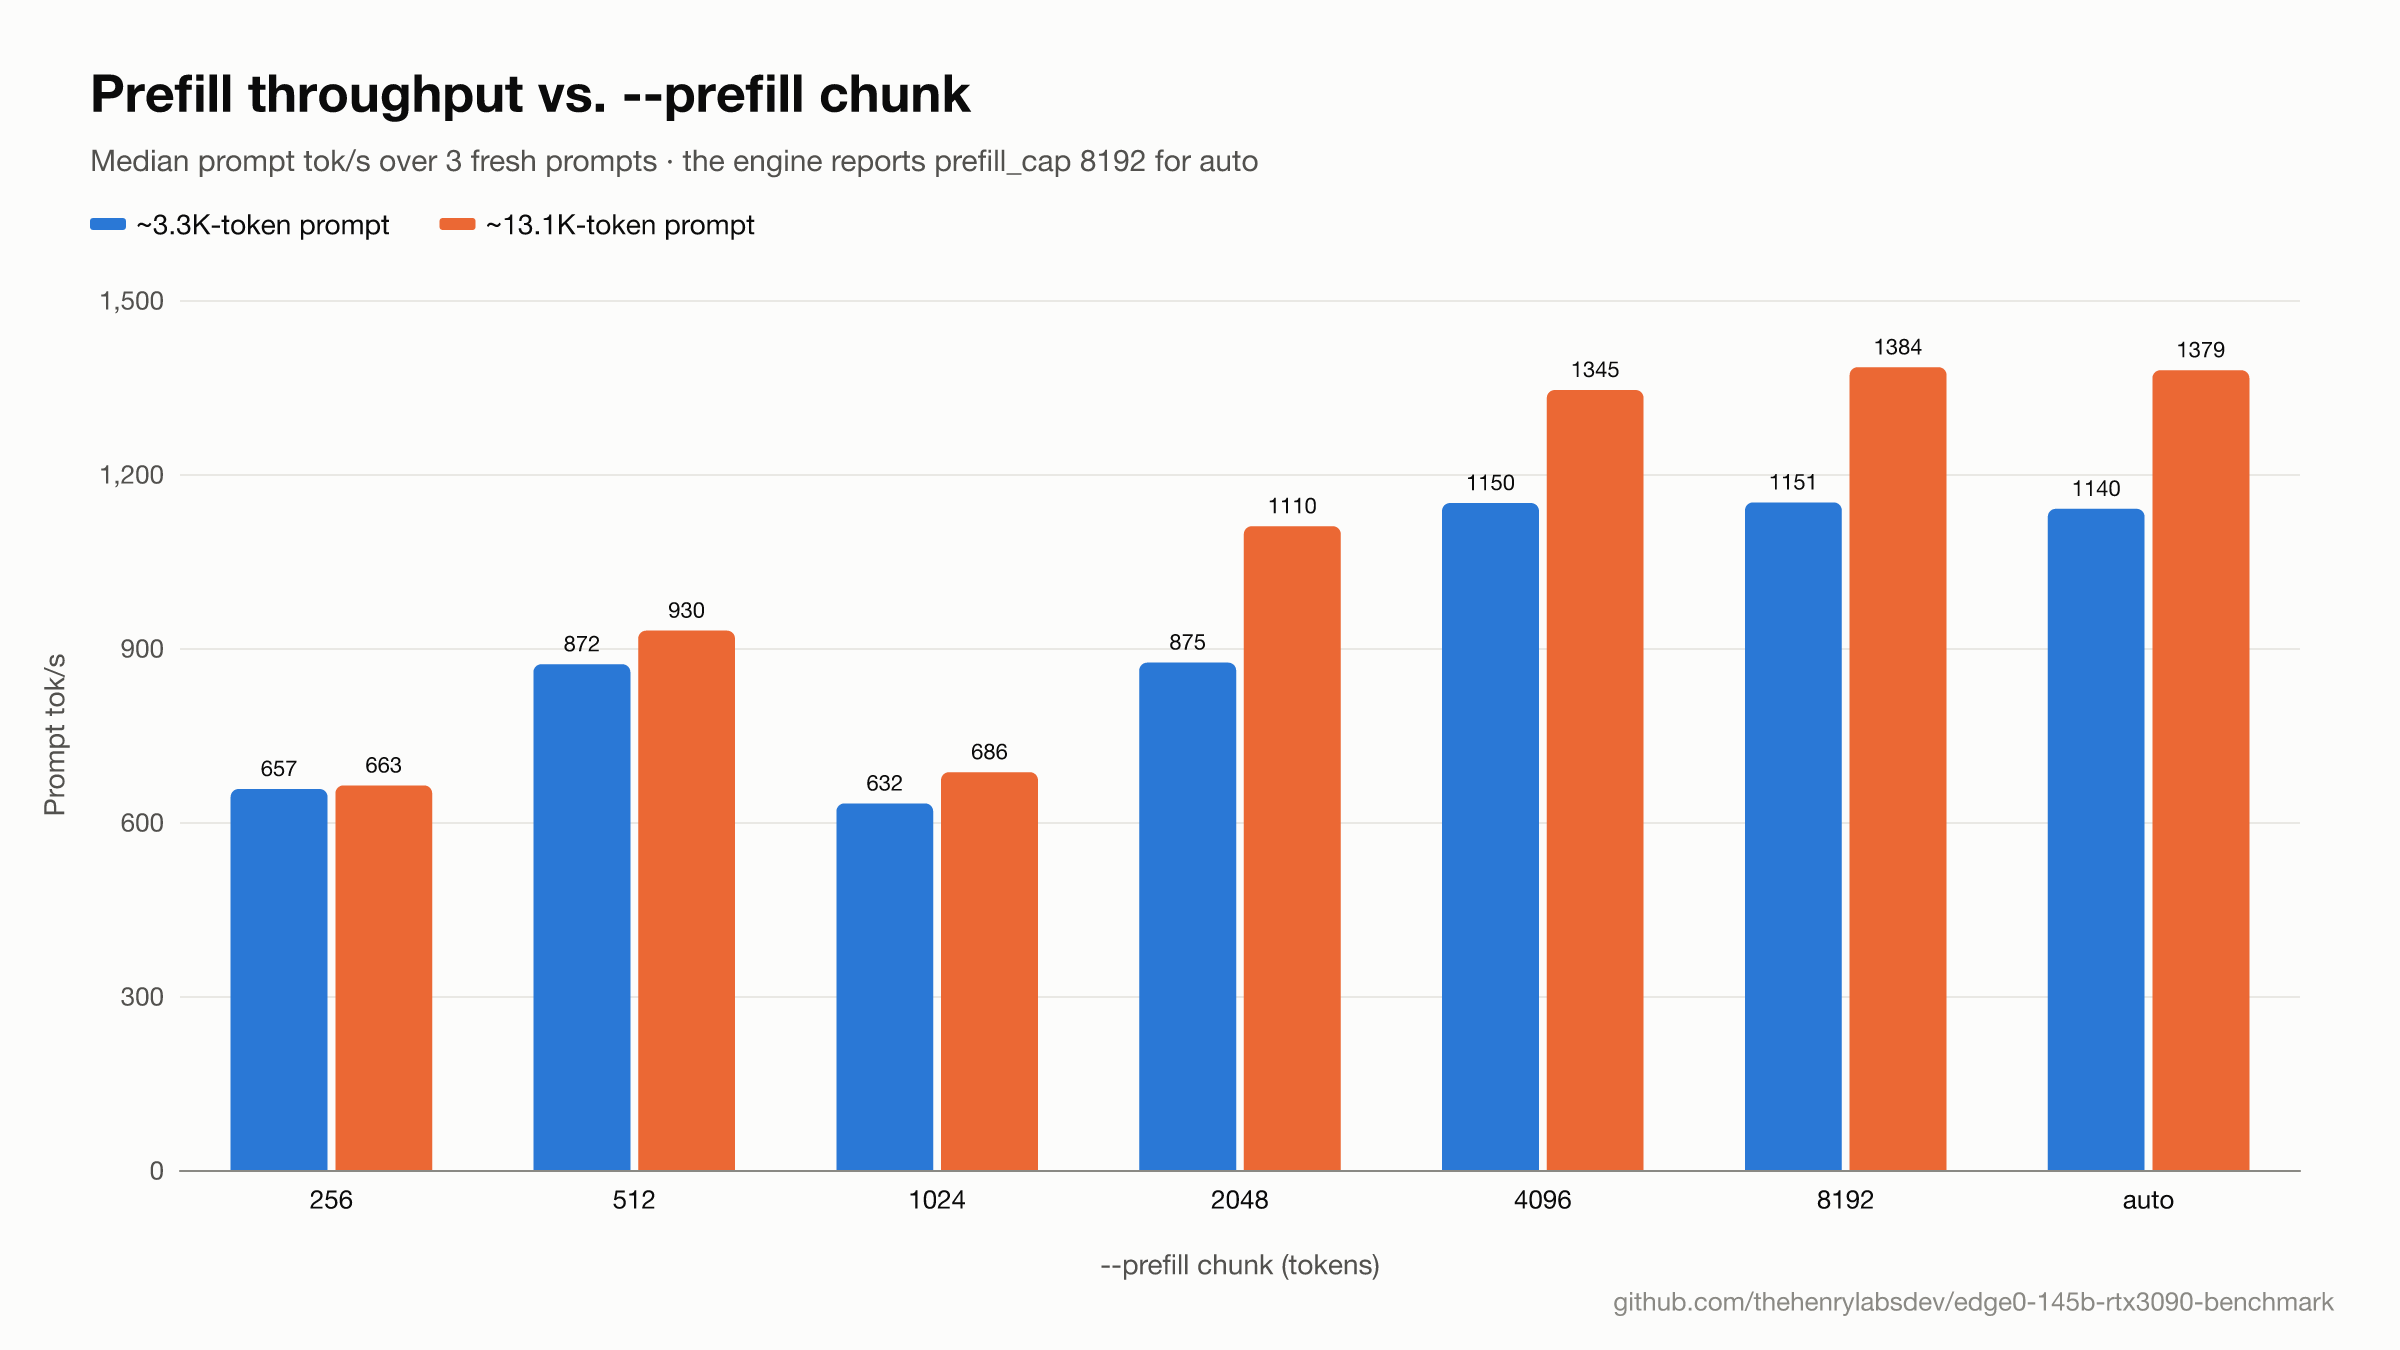 Prefill throughput vs. --prefill chunk
Median prompt tok/s over 3 fresh prompts · the engine reports prefill_cap 8192 for auto
~3.3K-token prompt ~13.1K-token prompt
1,500
1,200
900
600
300
0
Prompt tok/s
657 663
872 930
632 686
875 1110
1150 1345
1151 1384
1140 1379
256 512 1024 2048 4096 8192 auto
--prefill chunk (tokens)
github.com/thehenrylabsdev/edge0-145b-rtx3090-benchmark